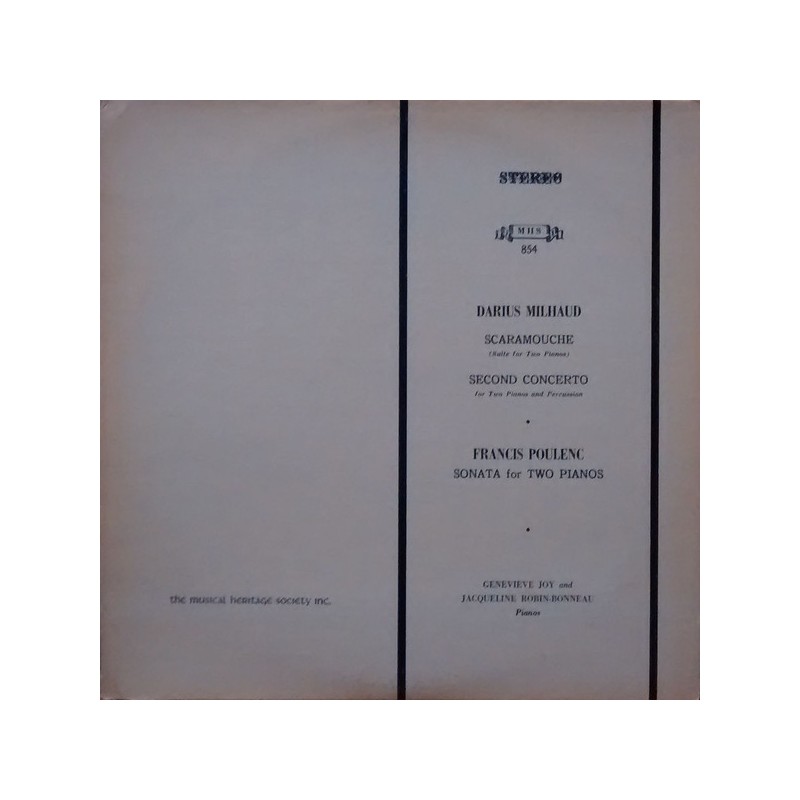 STEREO
MHS
854
DARIUS MILHAUD
SCARAMOUCHE
(Suite for Two Pianos)
SECOND CONCERTO
for Two Pianos and Percussion
•
FRANCIS POULENC
SONATA for TWO PIANOS
•
GENEVIEVE JOY and
JACQUELINE ROBIN-BONNEAU
Pianos
the musical heritage society inc.